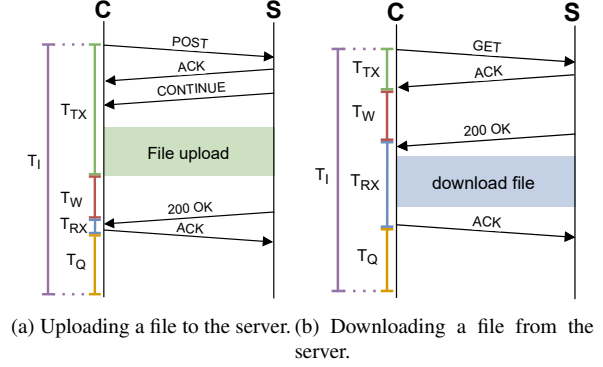 C S
POST
ACK
CONTINUE
T_TX
File upload
T_I
T_W
200 OK
T_RX
ACK
T_Q
(a) Uploading a file to the server.
C S
GET
T_TX
ACK
T_W
200 OK
T_I
T_RX
download file
ACK
T_Q
(b) Downloading a file from the
server.